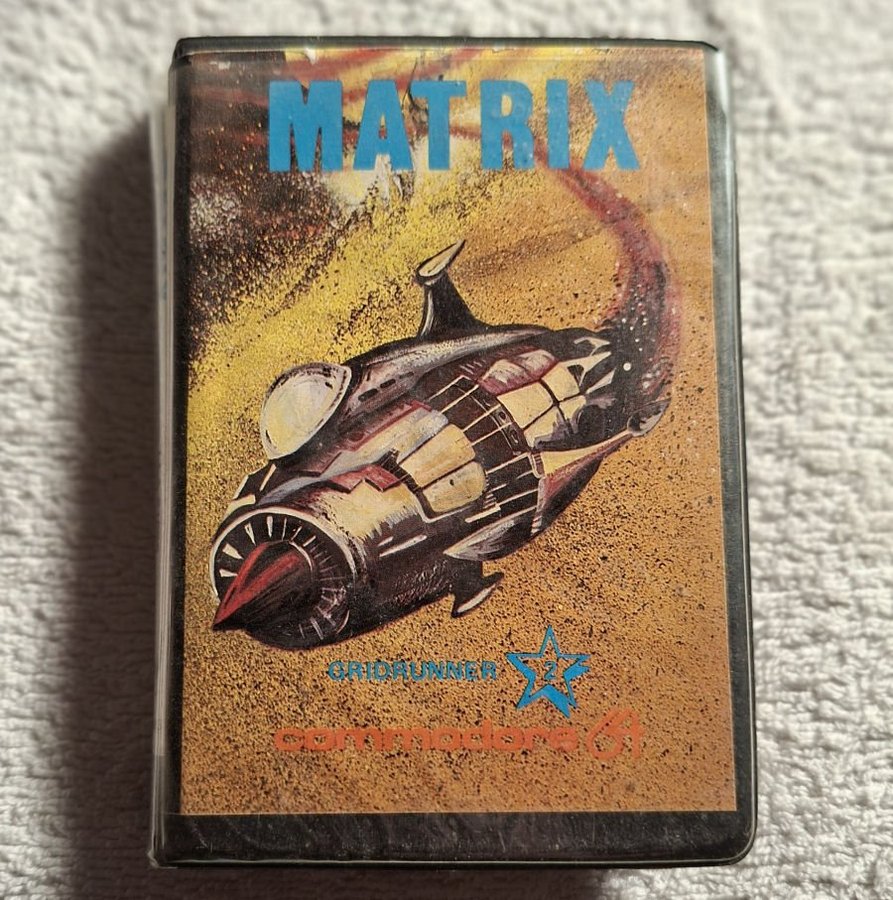 MATRIX
GRIDRUNNER 2
commodore 64